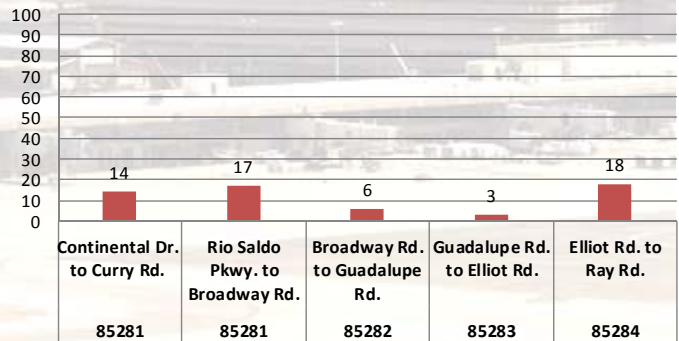 100
90
80
70
60
50
40
30
20
10
0
14
17
6
3
18
Continental Dr.
to Curry Rd.
Rio Saldo
Pkwy. to
Broadway Rd.
Broadway Rd.
to Guadalupe
Rd.
Guadalupe Rd.
to Elliot Rd.
Elliot Rd. to
Ray Rd.
85281
85281
85282
85283
85284